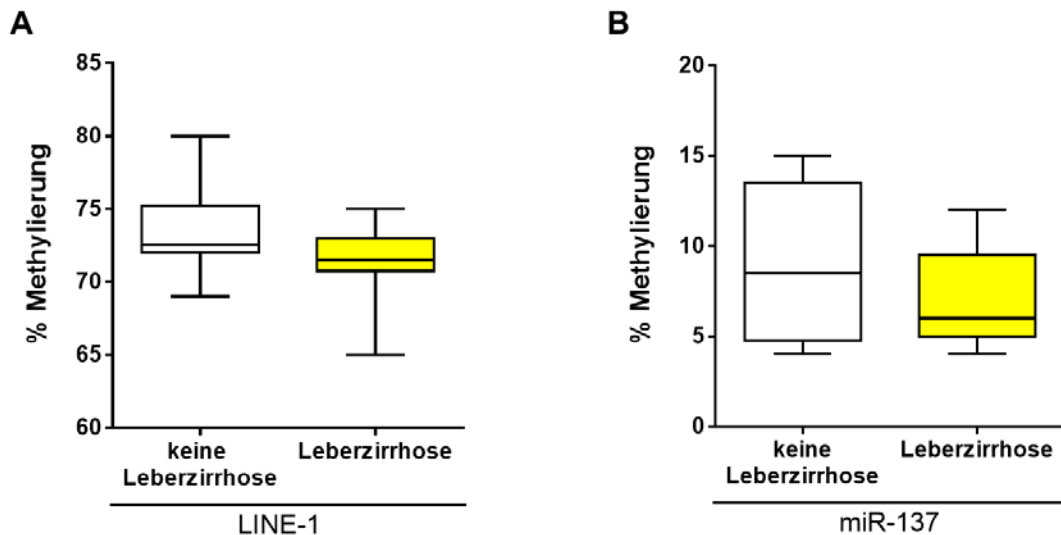 A
% Methylierung
85
80
75
70
65
60
keine
Leberzirrhose
Leberzirrhose
LINE-1
B
% Methylierung
20
15
10
5
0
keine
Leberzirrhose
Leberzirrhose
miR-137